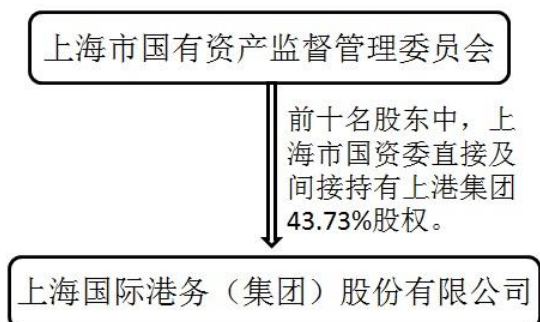 上海市国有资产监督管理委员会
前十名股东中，上
海市国资委直接及
间接持有上港集团
43.73%股权。
上海国际港务（集团）股份有限公司